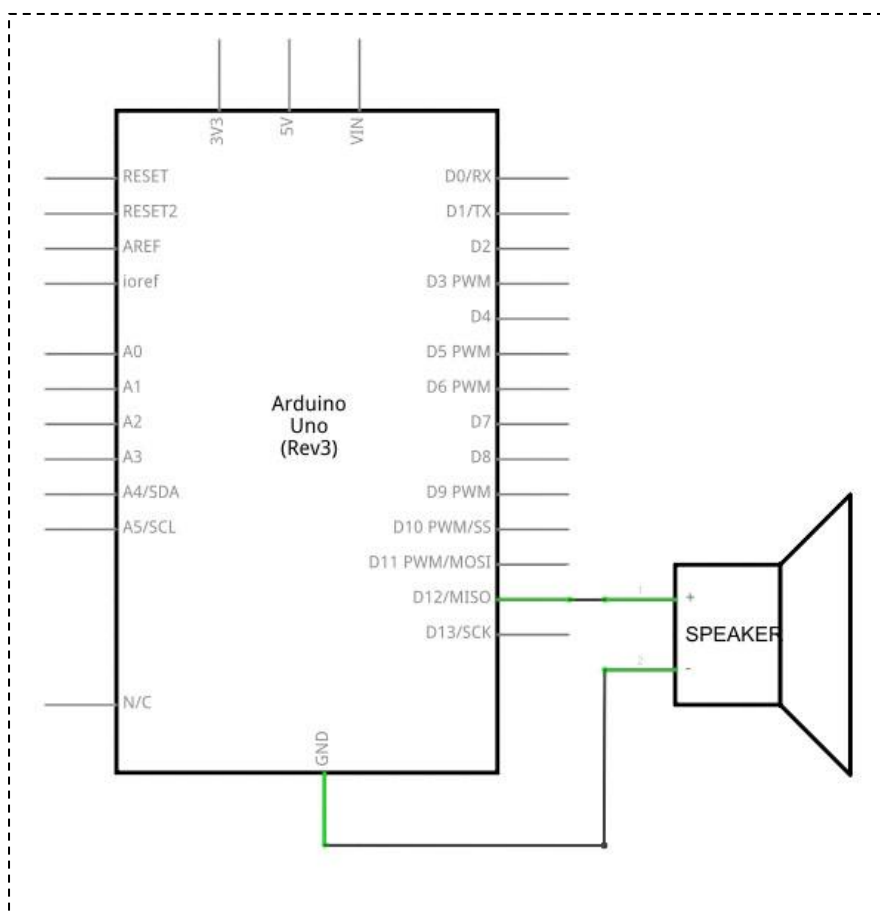 3V3
5V
VIN
RESET
RESET2
AREF
ioref
A0
A1
A2
A3
A4/SDA
A5/SCL
N/C
Arduino
Uno
(Rev3)
D0/RX
D1/TX
D2
D3 PWM
D4
D5 PWM
D6 PWM
D7
D8
D9 PWM
D10 PWM/SS
D11 PWM/MOSI
D12/MISO
D13/SCK
GND
1
+
SPEAKER
2
-